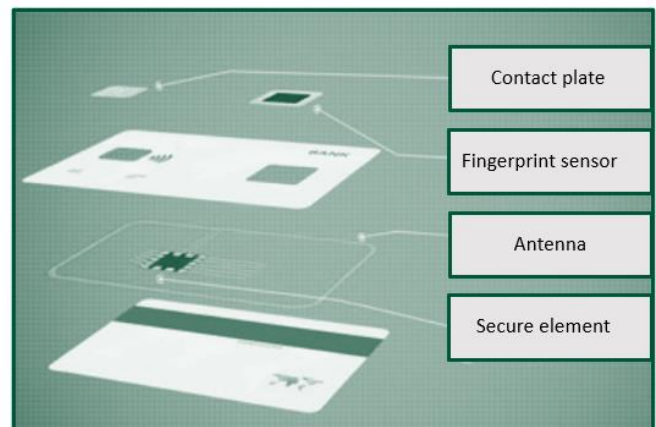 Contact plate
Fingerprint sensor
BANK
Antenna
Secure element